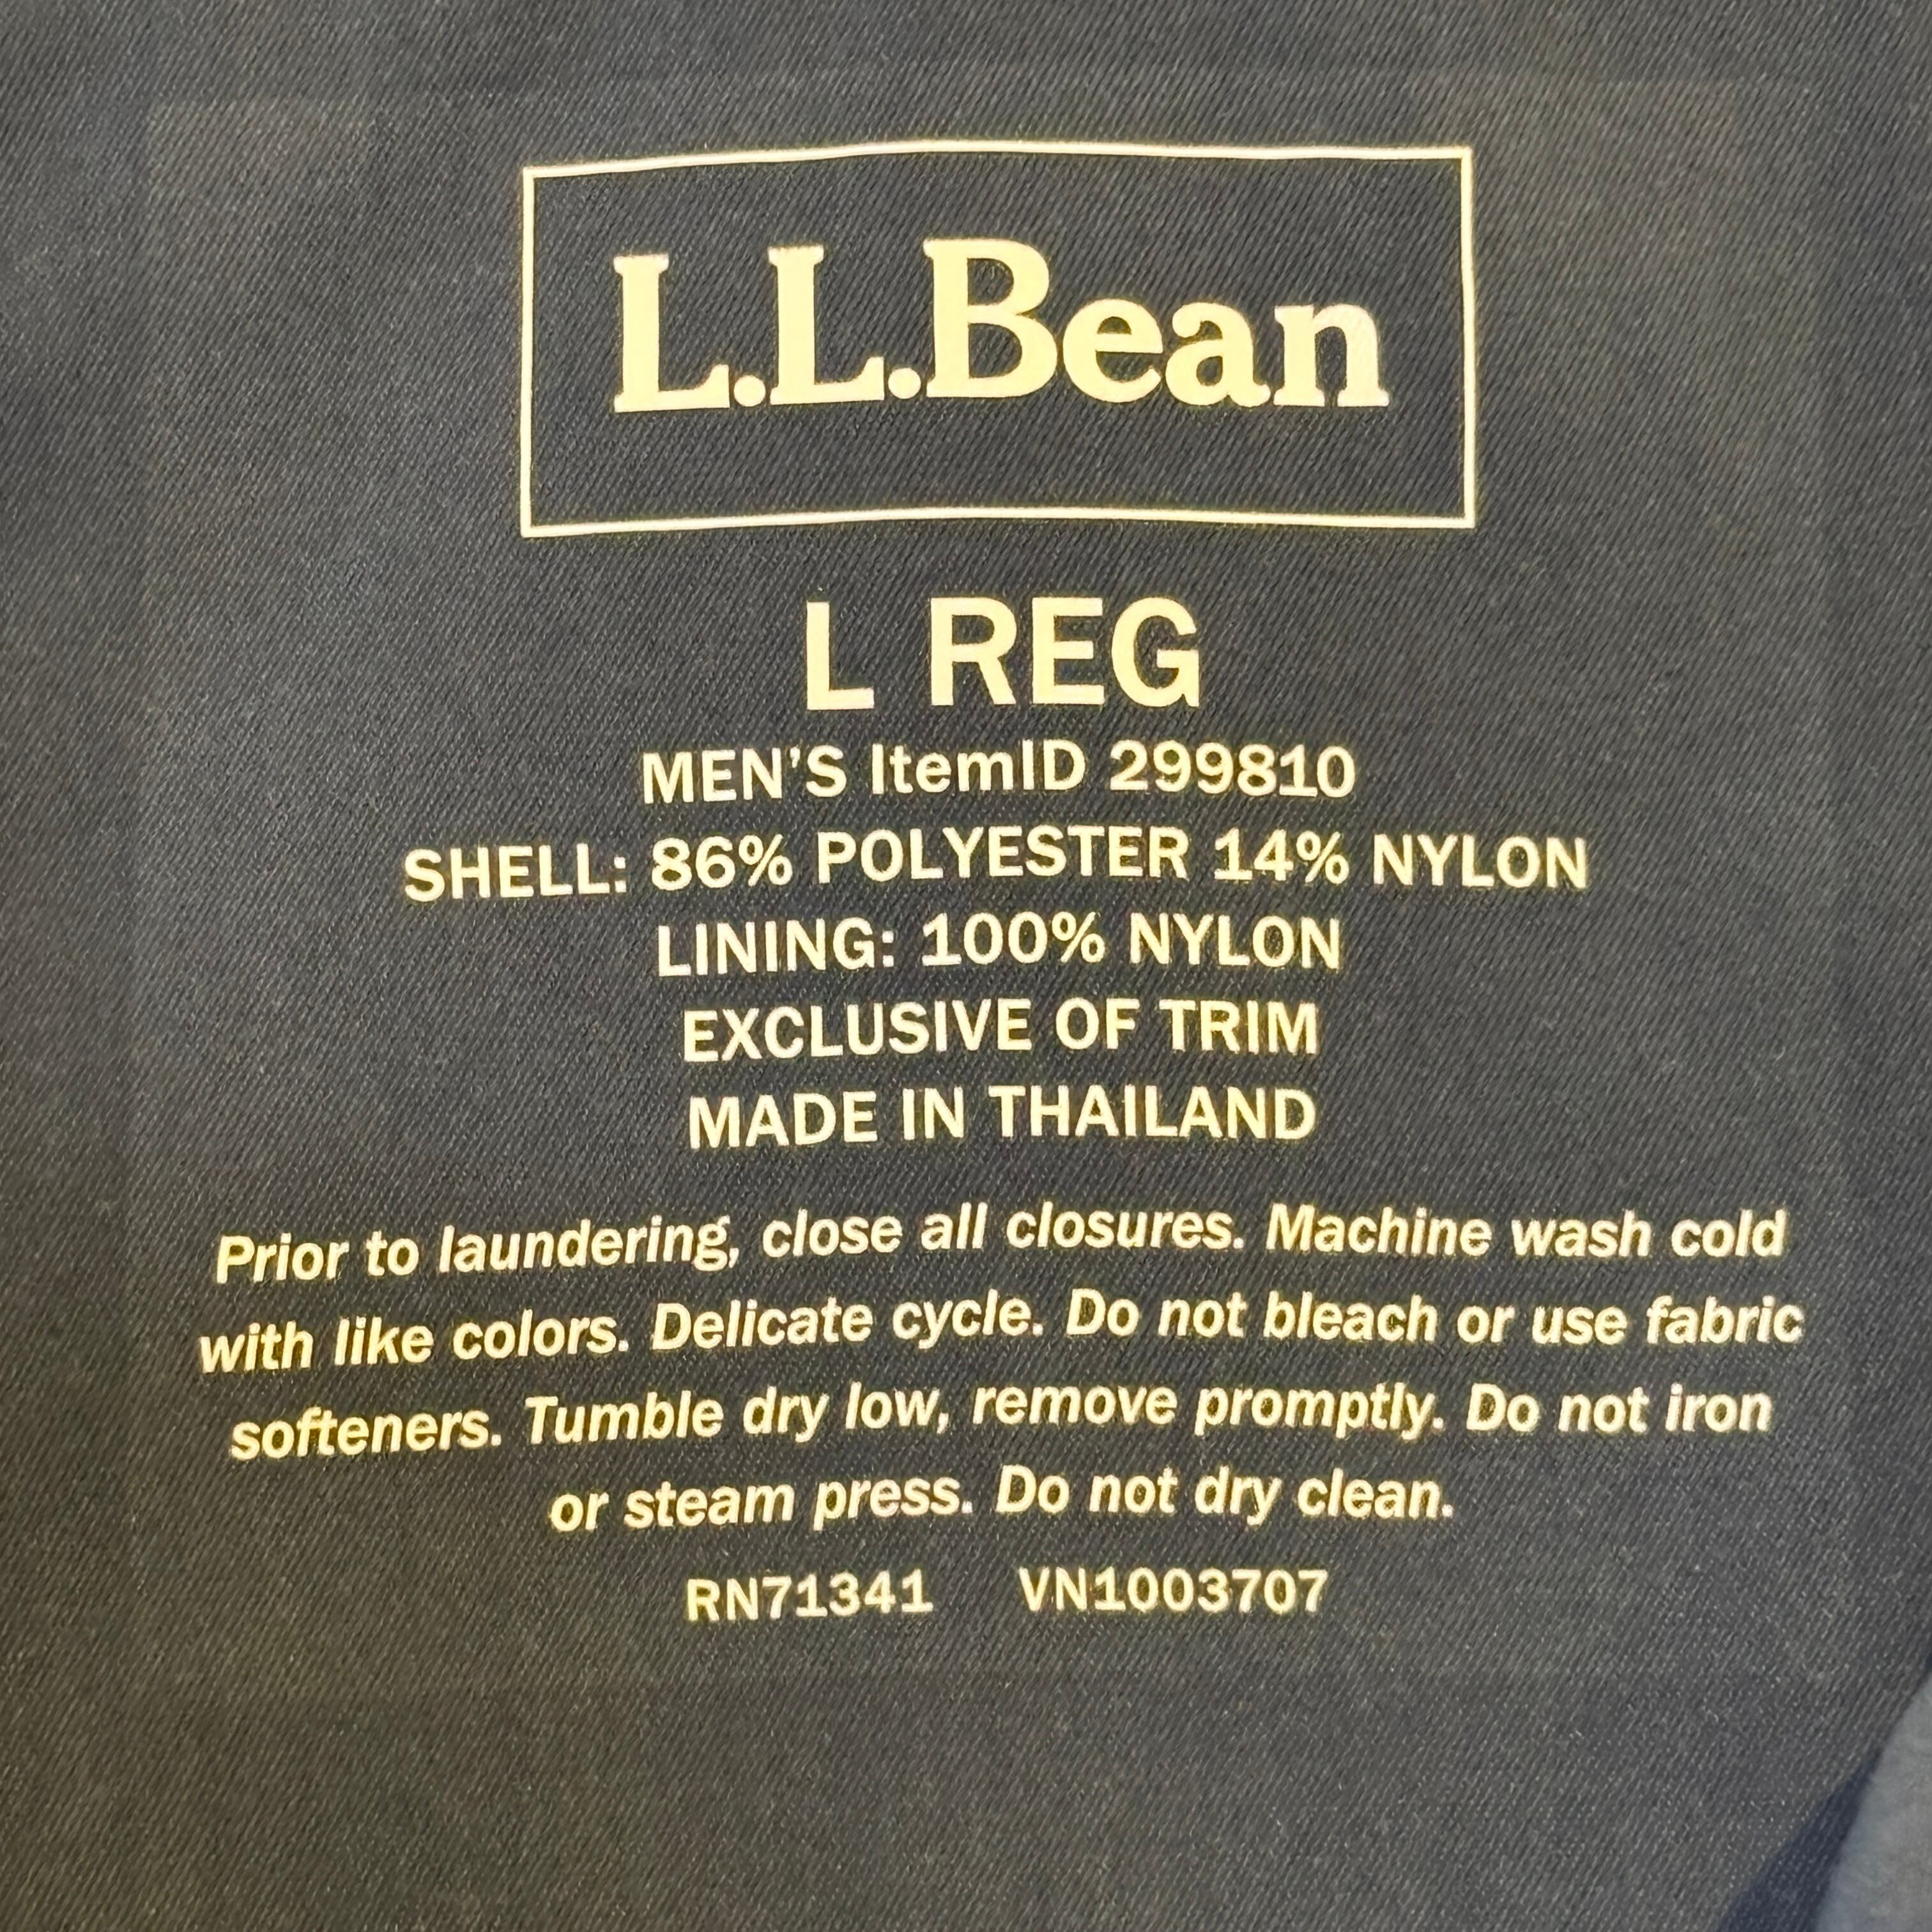 L.L.Bean
L REG
MEN'S ItemID 299810
SHELL: 86% POLYESTER 14% NYLON
LINING: 100% NYLON
EXCLUSIVE OF TRIM
MADE IN THAILAND
Prior to laundering, close all closures. Machine wash cold
with like colors. Delicate cycle. Do not bleach or use fabric
softeners. Tumble dry low, remove promptly. Do not iron
or steam press. Do not dry clean.
RN71341 VN1003707